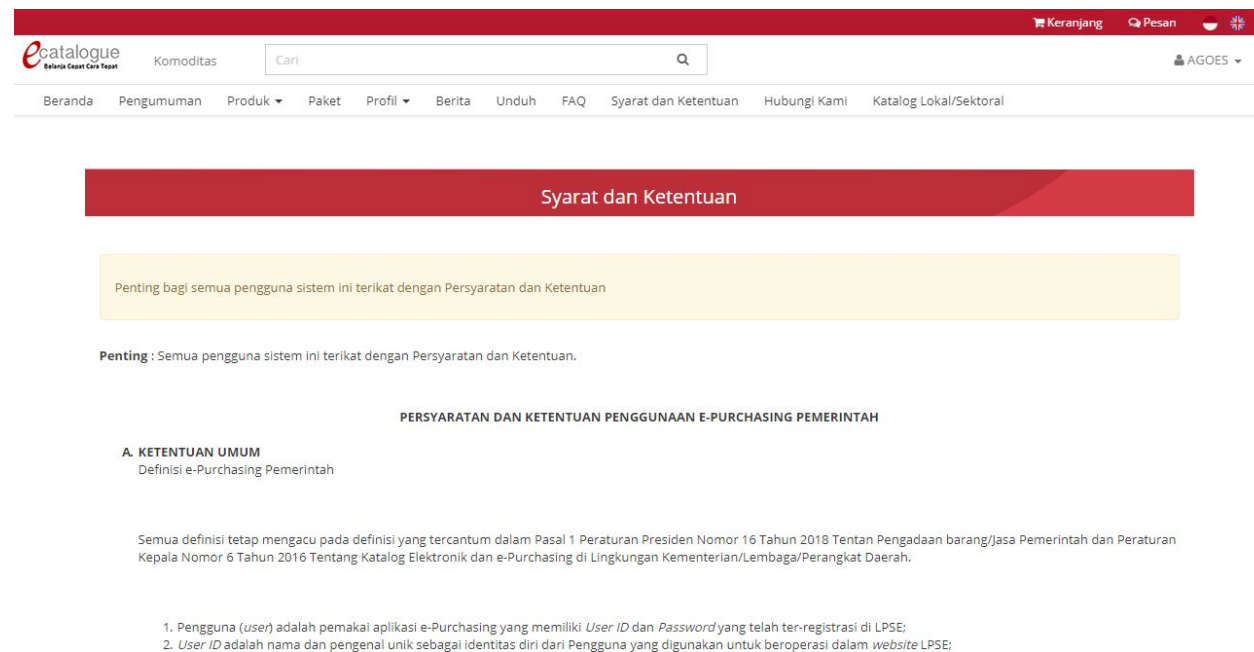 Keranjang Pesan
ecatalogue
Belanja Cepat Cara Tepat
Komoditas Cari AGOES
Beranda Pengumuman Produk Paket Profil Berita Unduh FAQ Syarat dan Ketentuan Hubungi Kami Katalog Lokal/Sektoral
Syarat dan Ketentuan
Penting bagi semua pengguna sistem ini terikat dengan Persyaratan dan Ketentuan
Penting : Semua pengguna sistem ini terikat dengan Persyaratan dan Ketentuan.
PERSYARATAN DAN KETENTUAN PENGGUNAAN E-PURCHASING PEMERINTAH
A. KETENTUAN UMUM
Definisi e-Purchasing Pemerintah
Semua definisi tetap mengacu pada definisi yang tercantum dalam Pasal 1 Peraturan Presiden Nomor 16 Tahun 2018 Tentan Pengadaan barang/Jasa Pemerintah dan Peraturan
Kepala Nomor 6 Tahun 2016 Tentang Katalog Elektronik dan e-Purchasing di Lingkungan Kementerian/Lembaga/Perangkat Daerah.
1. Pengguna (user) adalah pemakai aplikasi e-Purchasing yang memiliki User ID dan Password yang telah ter-registrasi di LPSE;
2. User ID adalah nama dan pengenal unik sebagai identitas diri dari Pengguna yang digunakan untuk beroperasi dalam website LPSE;